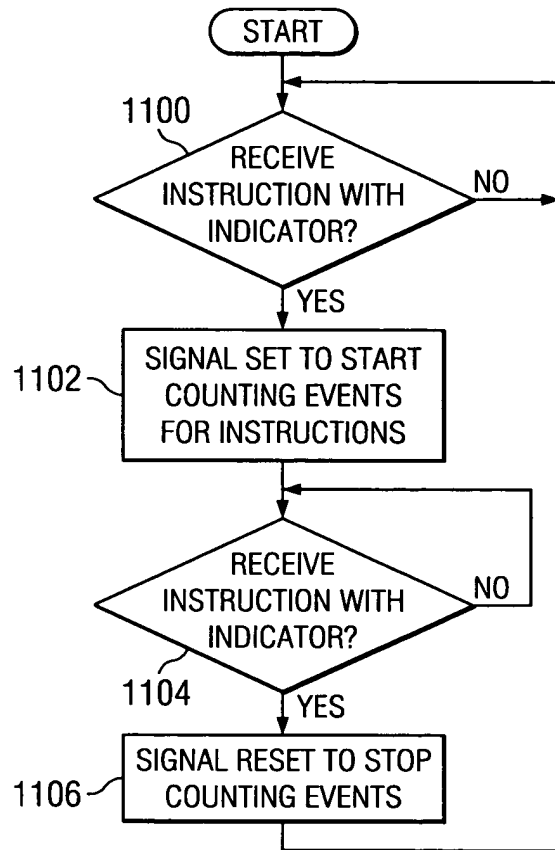 START
1100
RECEIVE
INSTRUCTION WITH
INDICATOR?
NO
YES
1102
SIGNAL SET TO START
COUNTING EVENTS
FOR INSTRUCTIONS
RECEIVE
INSTRUCTION WITH
INDICATOR?
NO
1104
YES
1106
SIGNAL RESET TO STOP
COUNTING EVENTS